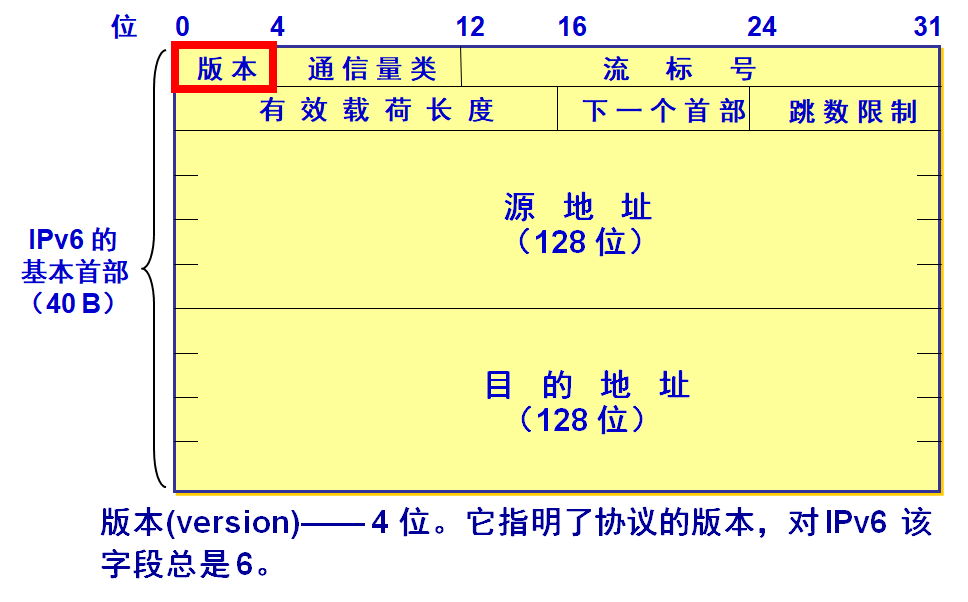 位 0 4 12 16 24 31
版本 通信量类 流标号
有效载荷长度 下一个首部 跳数限制
源地址
（128 位）
IPv6 的
基本首部
（40 B）
目的地址
（128 位）
版本(version)—— 4 位。它指明了协议的版本，对 IPv6 该
字段总是 6。